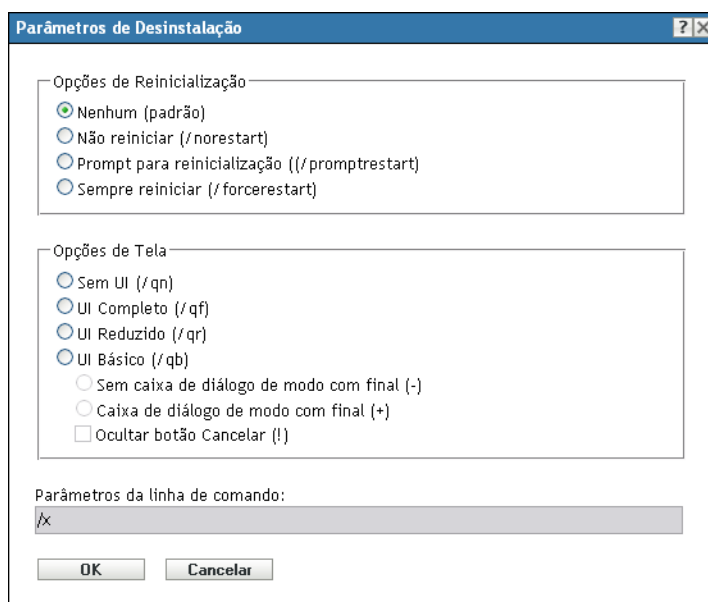 Parâmetros de Desinstalação
Opções de Reinicialização
Nenhum (padrão)
Não reiniciar (/norestart)
Prompt para reinicialização ((/promptrestart)
Sempre reiniciar (/forcerestart)
Opções de Tela
Sem UI (/qn)
UI Completo (/qf)
UI Reduzido (/qr)
UI Básico (/qb)
Sem caixa de diálogo de modo com final (-)
Caixa de diálogo de modo com final (+)
Ocultar botão Cancelar (!)
Parâmetros da linha de comando:
/x
OK Cancelar